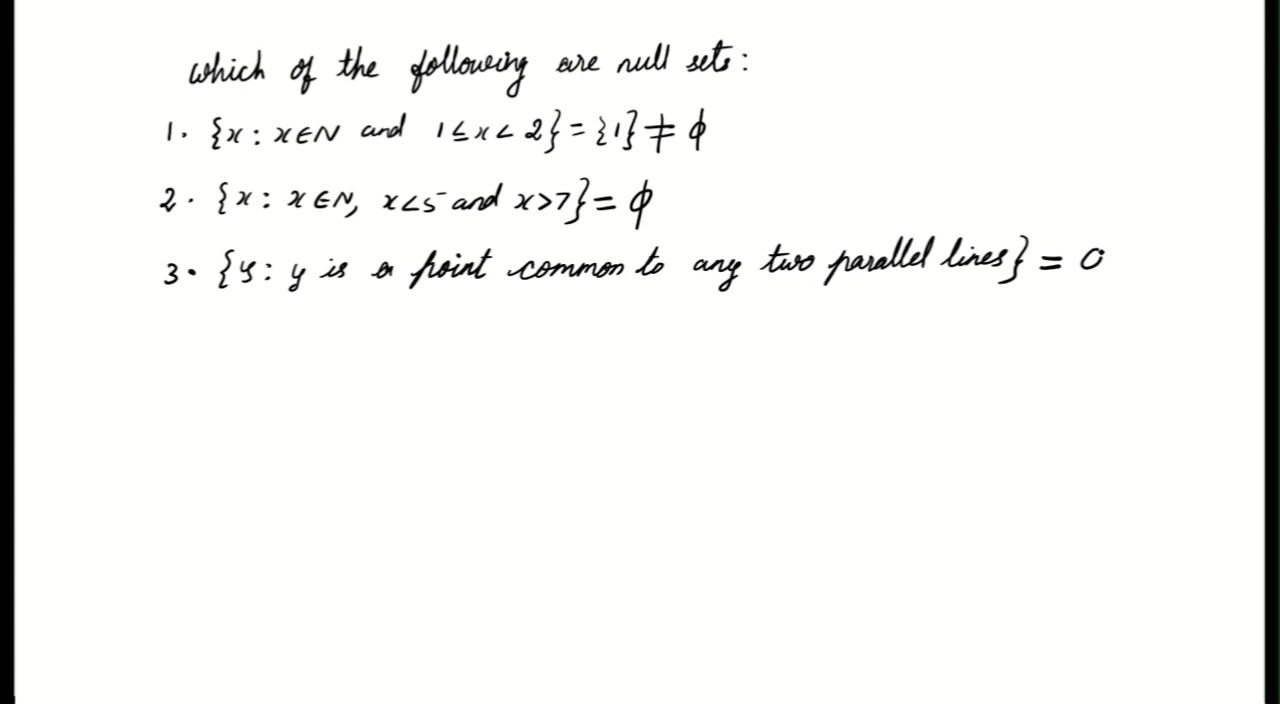 which of the following are null sets:
1. {x : x∈N and 1≤x<2} = {1} ≠ ϕ
2. {x : x∈N, x<5 and x>7} = ϕ
3. {y : y is a point common to any two parallel lines} = 0